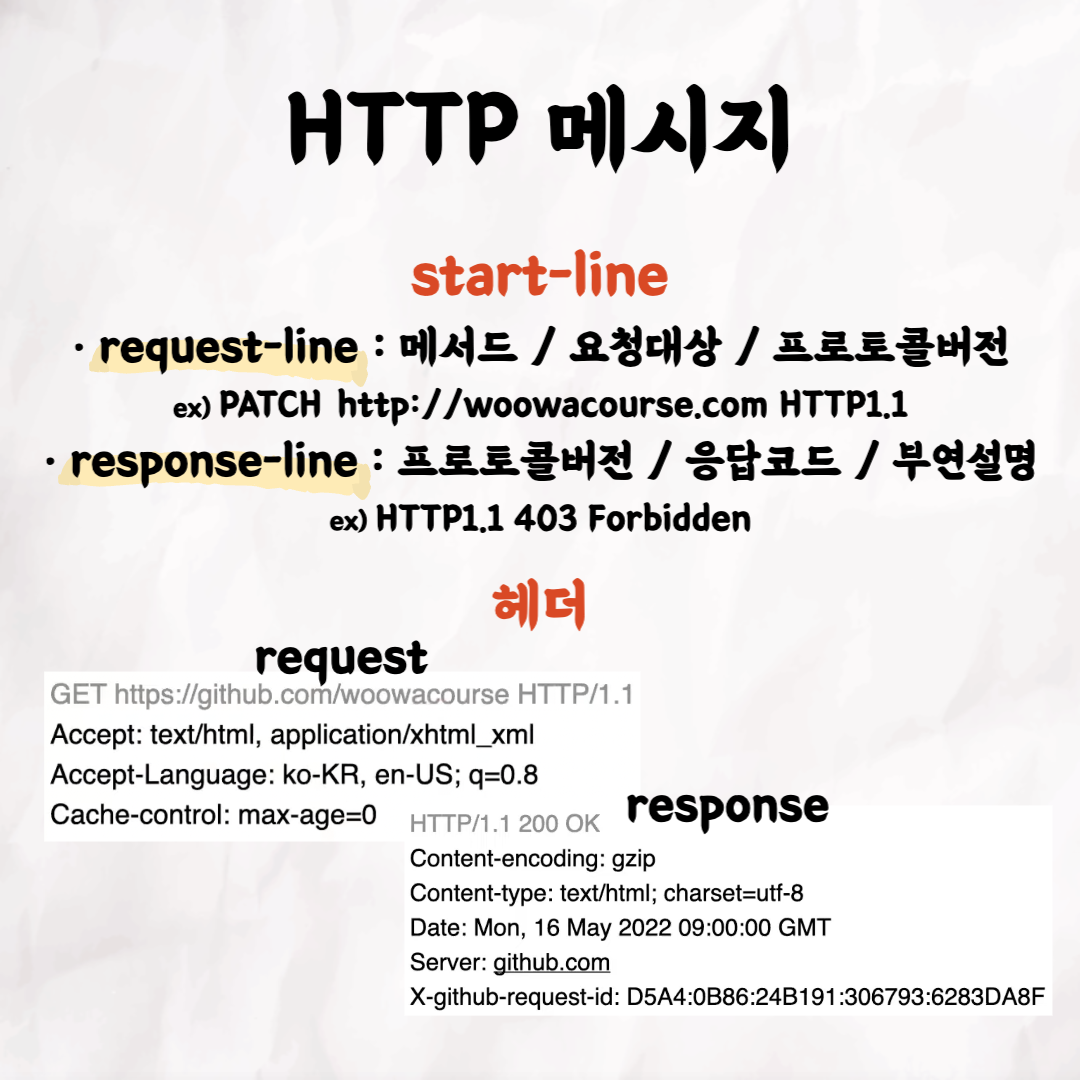 HTTP 메시지
start-line
· request-line : 메서드 / 요청대상 / 프로토콜버전
ex) PATCH http://woowacourse.com HTTP1.1
· response-line : 프로토콜버전 / 응답코드 / 부연설명
ex) HTTP1.1 403 Forbidden
헤더
request
GET https://github.com/woowacourse HTTP/1.1
Accept: text/html, application/xhtml_xml
Accept-Language: ko-KR, en-US; q=0.8
Cache-control: max-age=0
response
HTTP/1.1 200 OK
Content-encoding: gzip
Content-type: text/html; charset=utf-8
Date: Mon, 16 May 2022 09:00:00 GMT
Server: github.com
X-github-request-id: D5A4:0B86:24B191:306793:6283DA8F